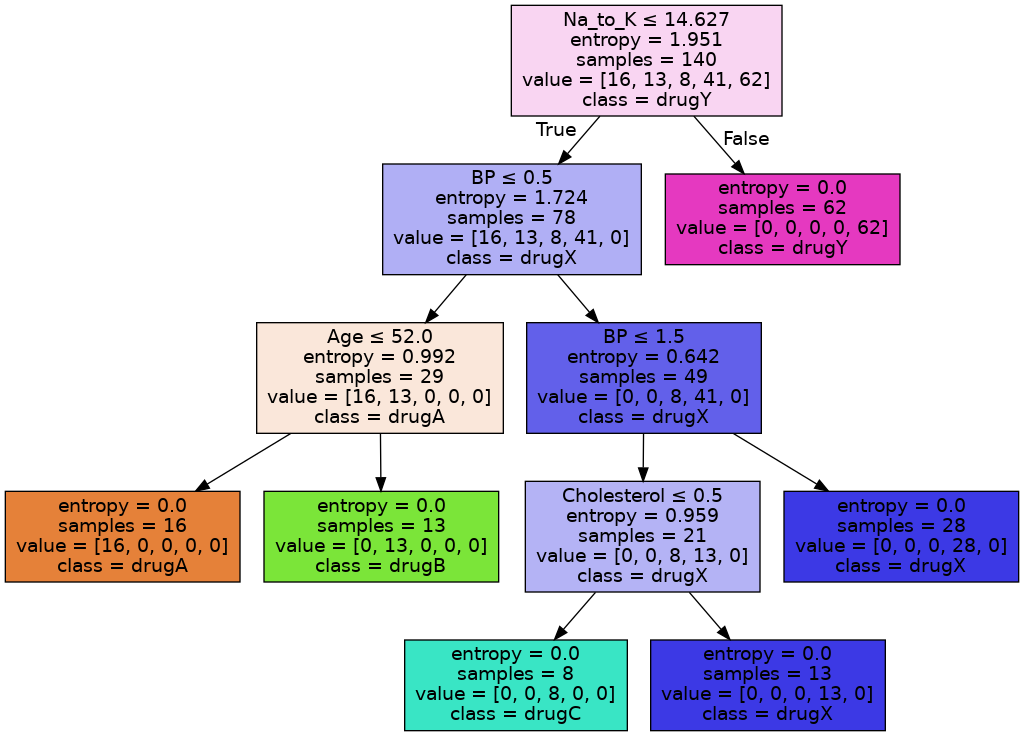 Na_to_K ≤ 14.627
entropy = 1.951
samples = 140
value = [16, 13, 8, 41, 62]
class = drugY
True
False
BP ≤ 0.5
entropy = 1.724
samples = 78
value = [16, 13, 8, 41, 0]
class = drugX
entropy = 0.0
samples = 62
value = [0, 0, 0, 0, 62]
class = drugY
Age ≤ 52.0
entropy = 0.992
samples = 29
value = [16, 13, 0, 0, 0]
class = drugA
BP ≤ 1.5
entropy = 0.642
samples = 49
value = [0, 0, 8, 41, 0]
class = drugX
entropy = 0.0
samples = 16
value = [16, 0, 0, 0, 0]
class = drugA
entropy = 0.0
samples = 13
value = [0, 13, 0, 0, 0]
class = drugB
Cholesterol ≤ 0.5
entropy = 0.959
samples = 21
value = [0, 0, 8, 13, 0]
class = drugX
entropy = 0.0
samples = 28
value = [0, 0, 0, 28, 0]
class = drugX
entropy = 0.0
samples = 8
value = [0, 0, 8, 0, 0]
class = drugC
entropy = 0.0
samples = 13
value = [0, 0, 0, 13, 0]
class = drugX